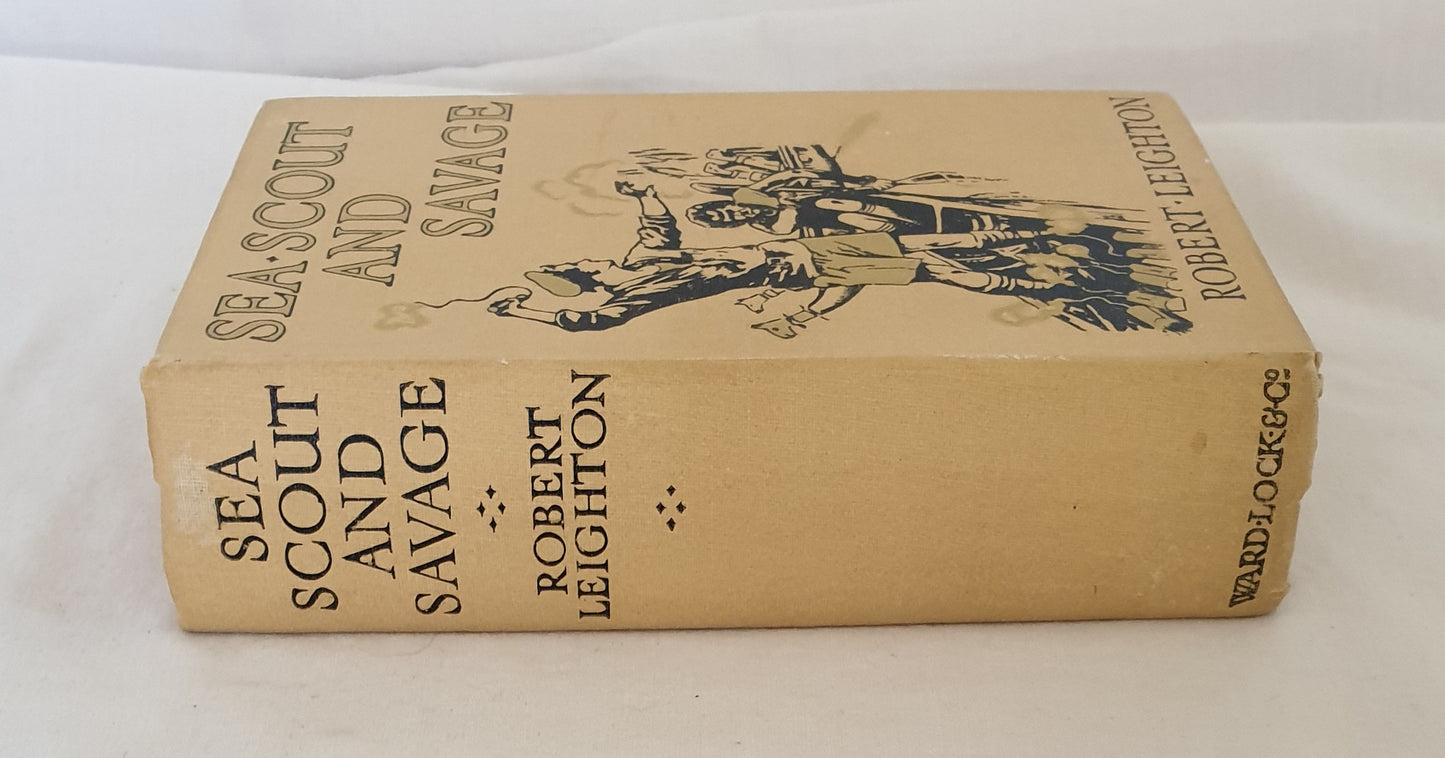 SEA·SCOUT
AND
SAVAGE
ROBERT·LEIGHTON
SEA
SCOUT
AND
SAVAGE
ROBERT
LEIGHTON
WARD·LOCK·&·Co